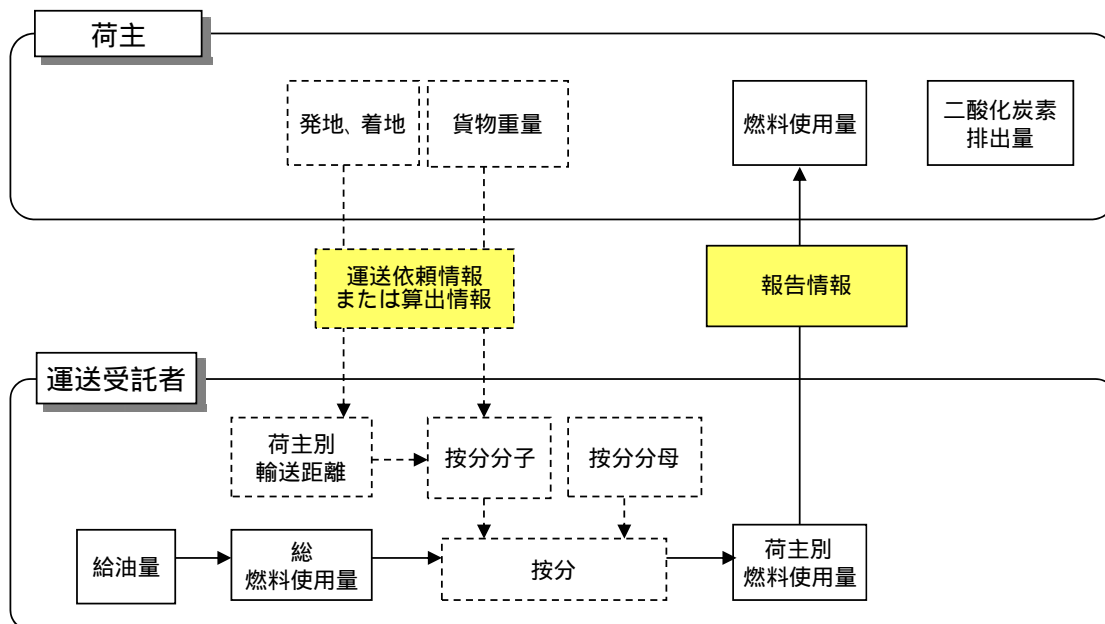 荷主
発地、着地
貨物重量
燃料使用量
二酸化炭素
排出量
運送依頼情報
または算出情報
報告情報
運送受託者
荷主別
輸送距離
按分分子
按分分母
給油量
総
燃料使用量
按分
荷主別
燃料使用量